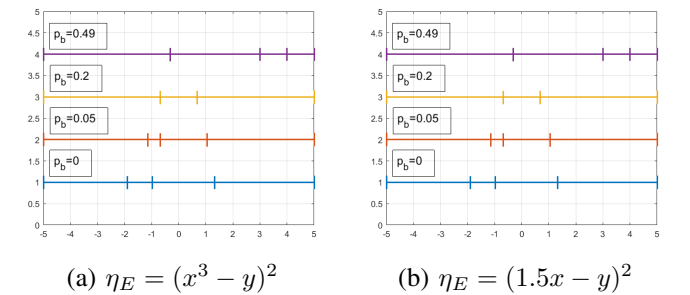 5
4.5
4
3.5
3
2.5
2
1.5
1
0.5
0
p_b=0.49
p_b=0.2
p_b=0.05
p_b=0
-5 -4 -3 -2 -1 0 1 2 3 4 5
(a) η_E = (x^3 − y)^2
5
4.5
4
3.5
3
2.5
2
1.5
1
0.5
0
p_b=0.49
p_b=0.2
p_b=0.05
p_b=0
-5 -4 -3 -2 -1 0 1 2 3 4 5
(b) η_E = (1.5x − y)^2